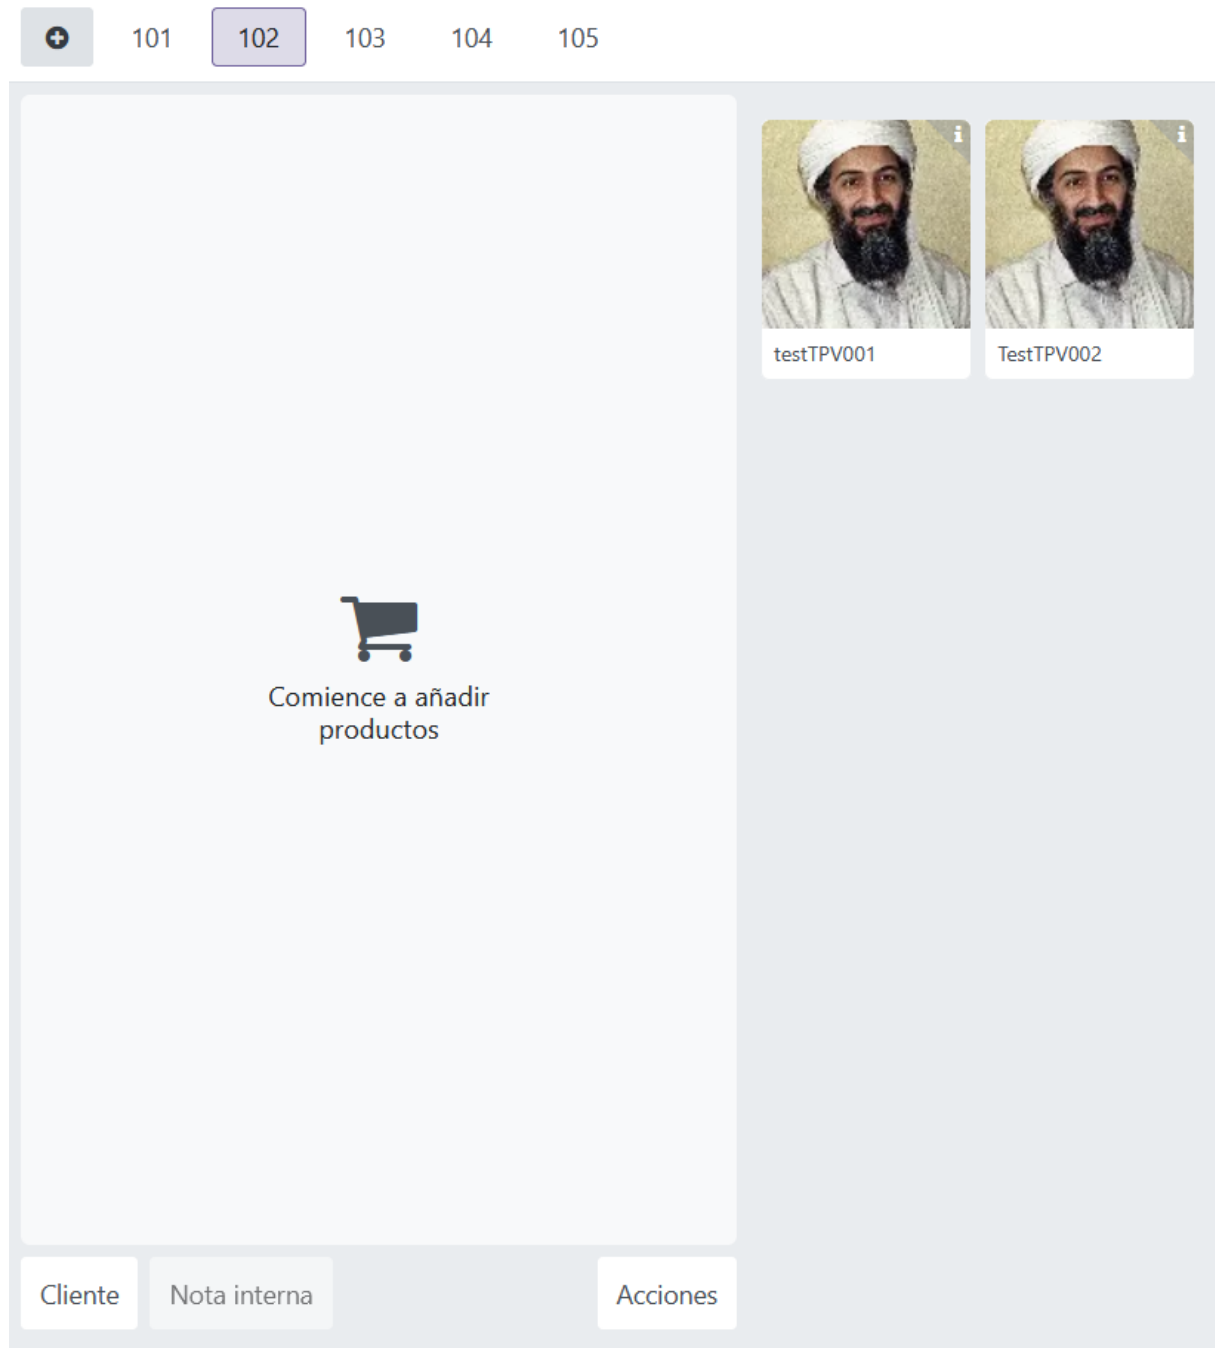 101 102 103 104 105
testTPV001 TestTPV002
Comience a añadir
productos
Cliente Nota interna Acciones